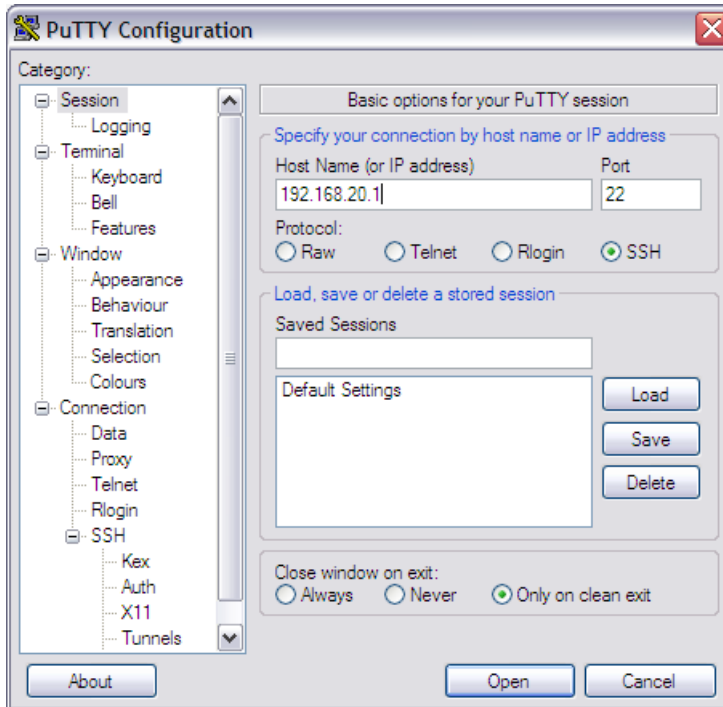 PuTTY Configuration
Category:
Session
Logging
Terminal
Keyboard
Bell
Features
Window
Appearance
Behaviour
Translation
Selection
Colours
Connection
Data
Proxy
Telnet
Rlogin
SSH
Kex
Auth
X11
Tunnels
Basic options for your PuTTY session
Specify your connection by host name or IP address
Host Name (or IP address) Port
192.168.20.1 22
Protocol:
Raw Telnet Rlogin SSH
Load, save or delete a stored session
Saved Sessions
Default Settings
Load
Save
Delete
Close window on exit:
Always Never Only on clean exit
About Open Cancel